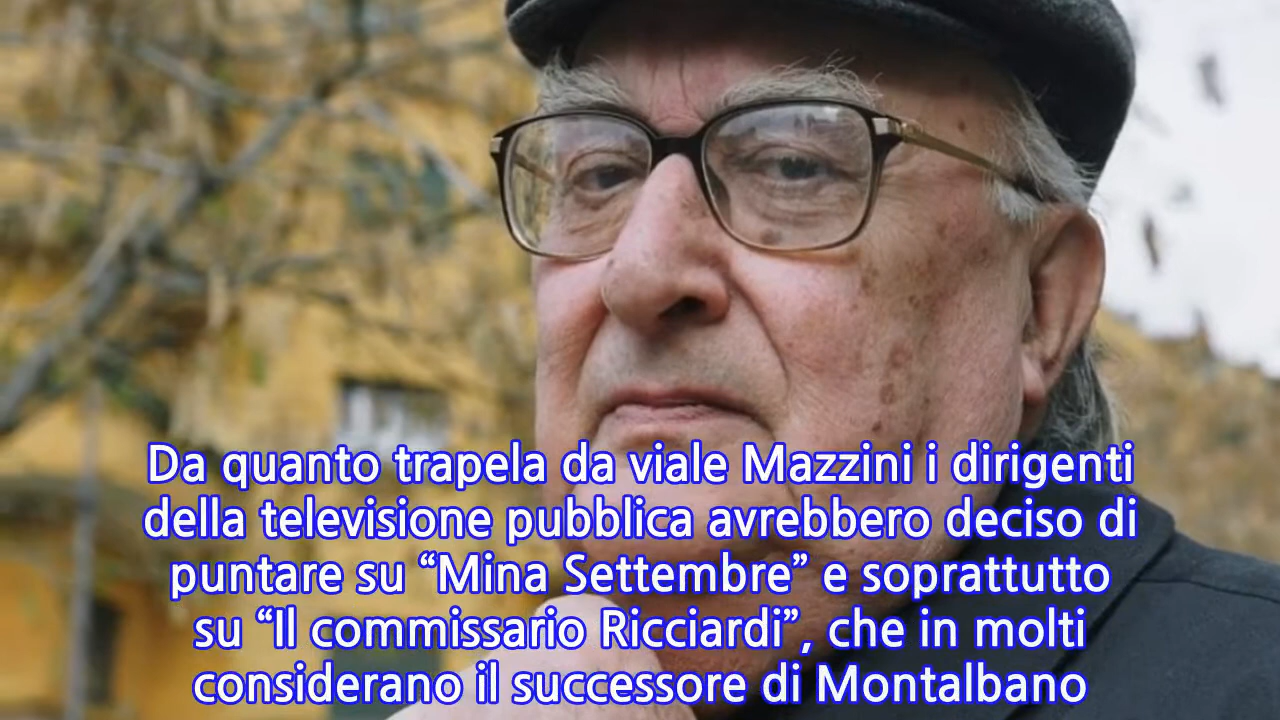 Da quanto trapela da viale Mazzini i dirigenti
della televisione pubblica avrebbero deciso di
puntare su “Mina Settembre” e soprattutto
su “Il commissario Ricciardi”, che in molti
considerano il successore di Montalbano